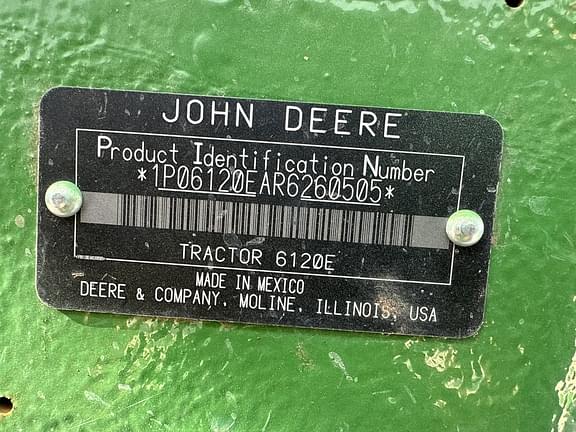 JOHN DEERE
Product Identification Number
*1P06120EAR6260505*
TRACTOR 6120E
MADE IN MEXICO
DEERE & COMPANY, MOLINE, ILLINOIS, USA